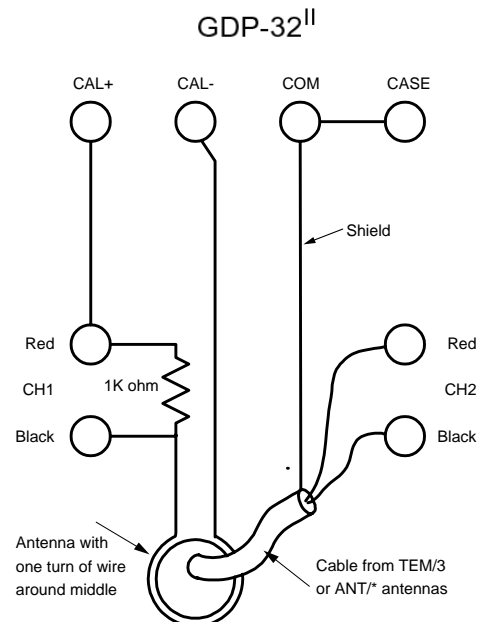 GDP-32II
CAL+
CAL-
COM
CASE
Shield
Red
CH1
1K ohm
Black
Red
CH2
Black
Antenna with
one turn of wire
around middle
Cable from TEM/3
or ANT/* antennas